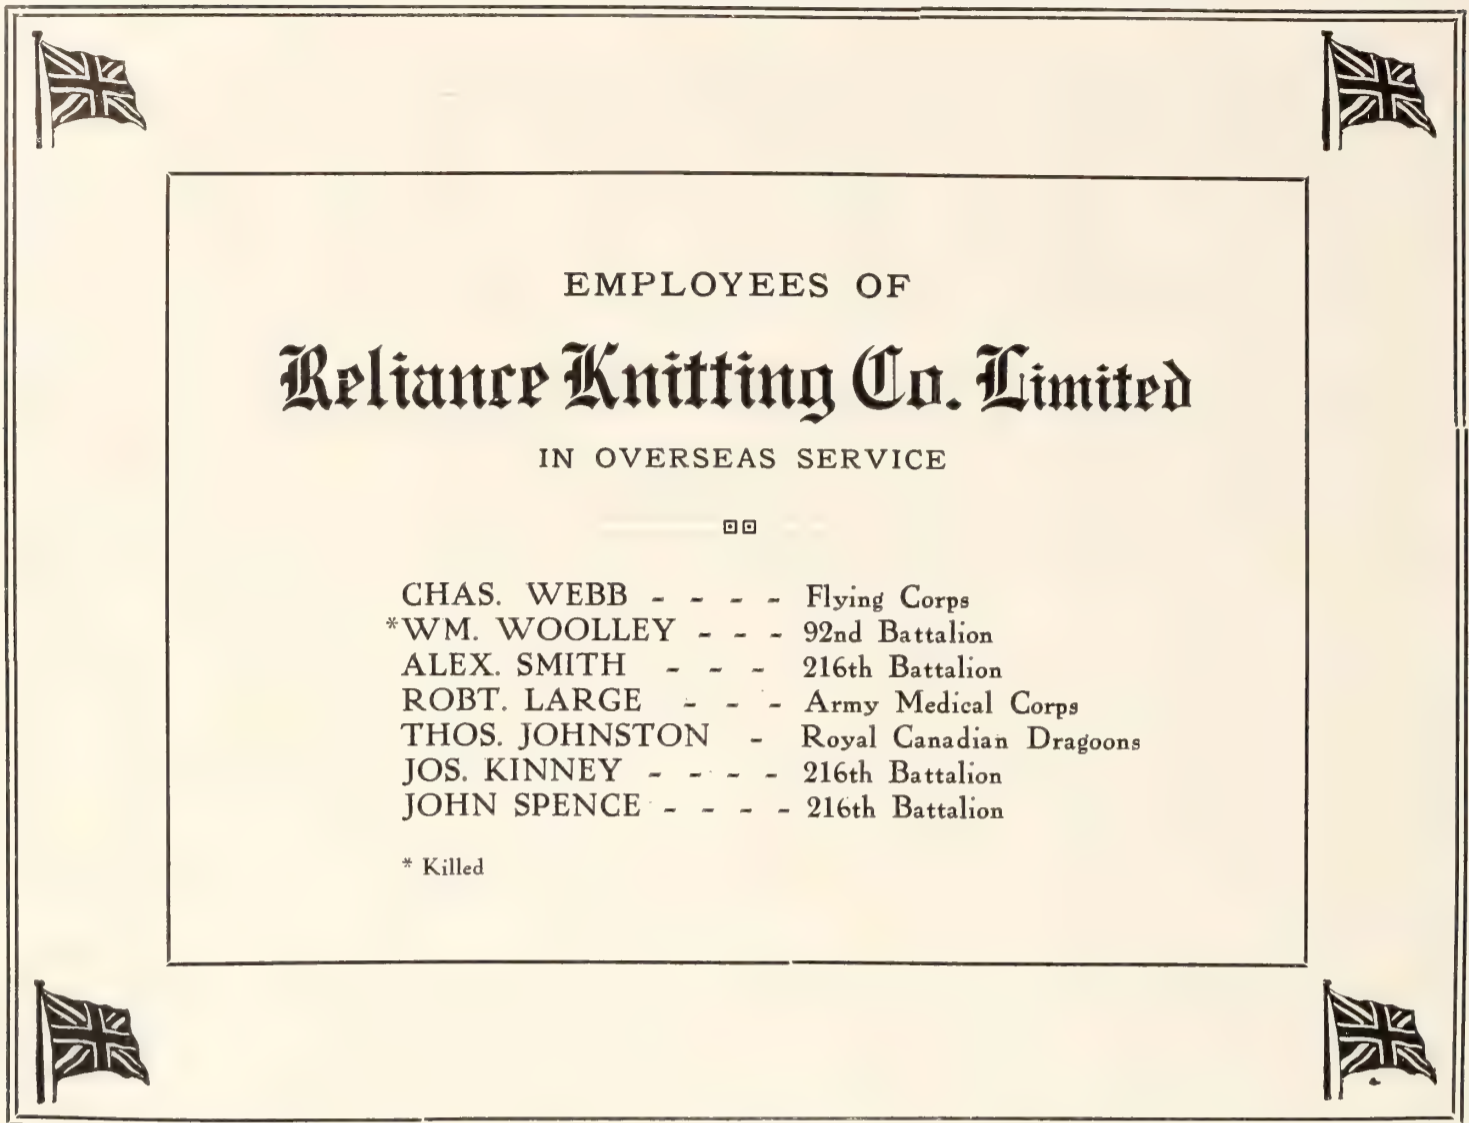 EMPLOYEES OF
Reliance Knitting Co. Limited
IN OVERSEAS SERVICE
CHAS. WEBB - - - - Flying Corps
*WM. WOOLLEY - - - 92nd Battalion
ALEX. SMITH - - - 216th Battalion
ROBT. LARGE - - - Army Medical Corps
THOS. JOHNSTON - Royal Canadian Dragoons
JOS. KINNEY - - - - 216th Battalion
JOHN SPENCE - - - - 216th Battalion
* Killed